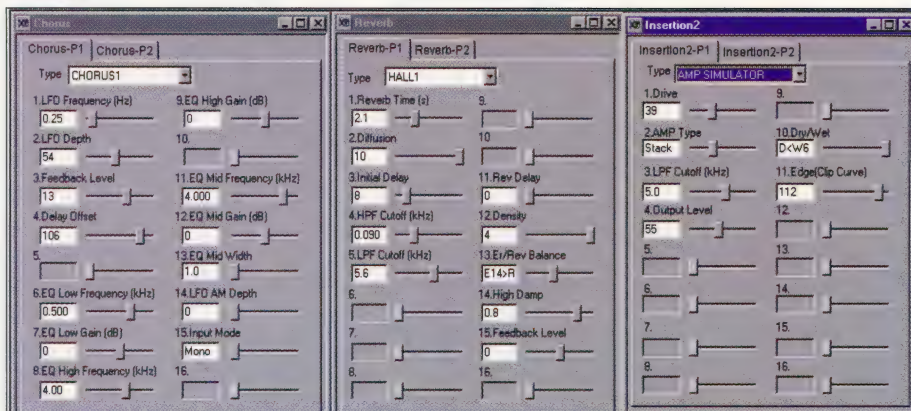 Chorus
Chorus-P1 Chorus-P2
Type CHORUS1
1.LFO Frequency (Hz) 9.EQ High Gain (dB)
0.25 0
2.LFO Depth 10.
54
3.Feedback Level 11.EQ Mid Frequency (kHz)
13 4.000
4.Delay Offset 12.EQ Mid Gain (dB)
106 0
5. 13.EQ Mid Width
1.0
6.EQ Low Frequency (kHz) 14.LFO AM Depth
0.500 0
7.EQ Low Gain (dB) 15.Input Mode
0 Mono
8.EQ High Frequency (kHz) 16.
4.00
Reverb
Reverb-P1 Reverb-P2
Type HALL1
1.Reverb Time (s) 9.
2.1
2.Diffusion 10
10
3.Initial Delay 11.Rev Delay
8 0
4.HPF Cutoff (kHz) 12.Density
0.090 4
5.LPF Cutoff (kHz) 13.Er/Rev Balance
5.6 E14>R
6. 14.High Damp
0.8
7. 15.Feedback Level
0
8. 16.
Insertion2
Insertion2-P1 Insertion2-P2
Type AMP SIMULATOR
1.Drive 9.
39
2.AMP Type 10.Dry/Wet
Stack D<W6
3.LPF Cutoff (kHz) 11.Edge(Clip Curve)
5.0 112
4.Output Level 12.
55
5. 13.
6. 14.
7. 15.
8. 16.